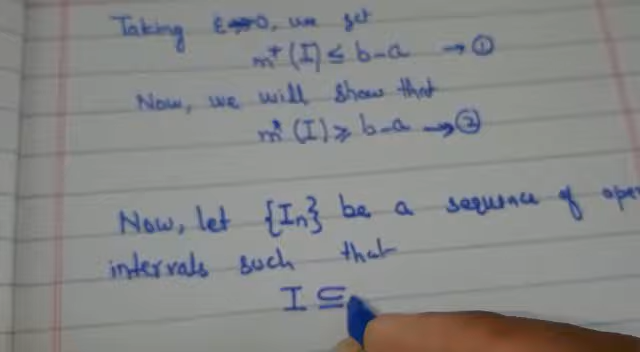 Taking ε→0, we get
m*(I) ≤ b-a → ①
Now, we will show that
m*(I) ≥ b-a → ②
Now, let {In} be a sequence of open
intervals such that
I ⊆